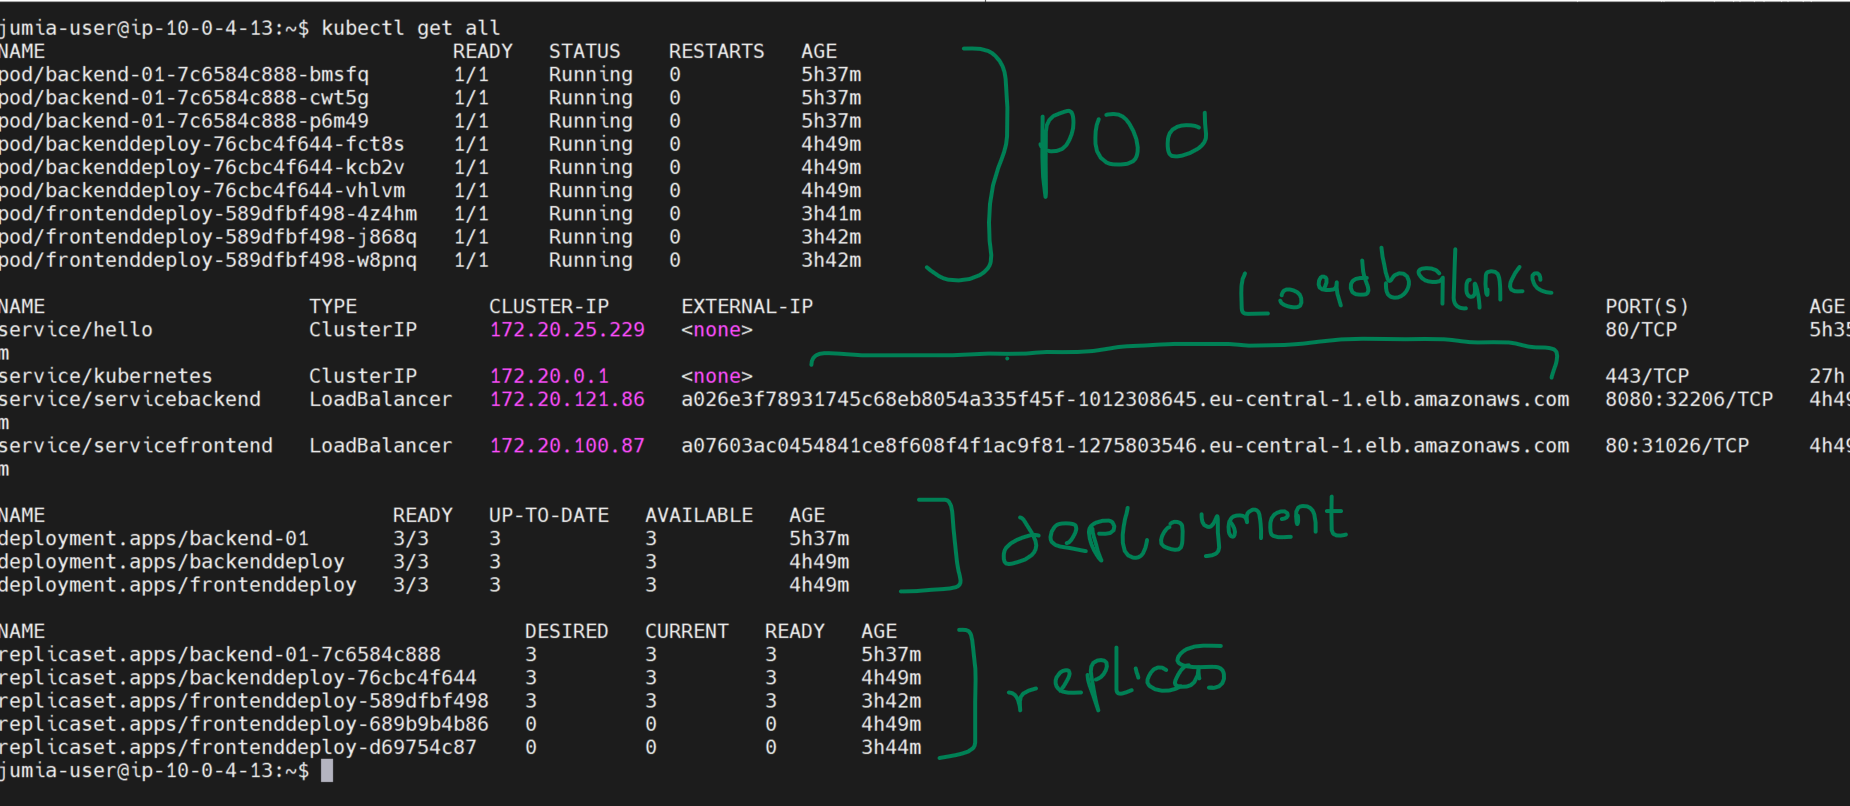 jumia-user@ip-10-0-4-13:~$ kubectl get all
NAME READY STATUS RESTARTS AGE
pod/backend-01-7c6584c888-bmsfq 1/1 Running 0 5h37m
pod/backend-01-7c6584c888-cwt5g 1/1 Running 0 5h37m
pod/backend-01-7c6584c888-p6m49 1/1 Running 0 5h37m
pod/backenddeploy-76cbc4f644-fct8s 1/1 Running 0 4h49m
pod/backenddeploy-76cbc4f644-kcb2v 1/1 Running 0 4h49m
pod/backenddeploy-76cbc4f644-vhlvm 1/1 Running 0 4h49m
pod/frontenddeploy-589dfbf498-4z4hm 1/1 Running 0 3h41m
pod/frontenddeploy-589dfbf498-j868q 1/1 Running 0 3h42m
pod/frontenddeploy-589dfbf498-w8pnq 1/1 Running 0 3h42m
pod
Loadbalance
NAME TYPE CLUSTER-IP EXTERNAL-IP PORT(S) AGE
service/hello ClusterIP 172.20.25.229 <none> 80/TCP 5h35
m
service/kubernetes ClusterIP 172.20.0.1 <none> 443/TCP 27h
service/servicebackend LoadBalancer 172.20.121.86 a026e3f78931745c68eb8054a335f45f-1012308645.eu-central-1.elb.amazonaws.com 8080:32206/TCP 4h49
m
service/servicefrontend LoadBalancer 172.20.100.87 a07603ac0454841ce8f608f4f1ac9f81-1275803546.eu-central-1.elb.amazonaws.com 80:31026/TCP 4h49
m
NAME READY UP-TO-DATE AVAILABLE AGE
deployment.apps/backend-01 3/3 3 3 5h37m
deployment.apps/backenddeploy 3/3 3 3 4h49m
deployment.apps/frontenddeploy 3/3 3 3 4h49m
deployment
NAME DESIRED CURRENT READY AGE
replicaset.apps/backend-01-7c6584c888 3 3 3 5h37m
replicaset.apps/backenddeploy-76cbc4f644 3 3 3 4h49m
replicaset.apps/frontenddeploy-589dfbf498 3 3 3 3h42m
replicaset.apps/frontenddeploy-689b9b4b86 0 0 0 4h49m
replicaset.apps/frontenddeploy-d69754c87 0 0 0 3h44m
replicas
jumia-user@ip-10-0-4-13:~$